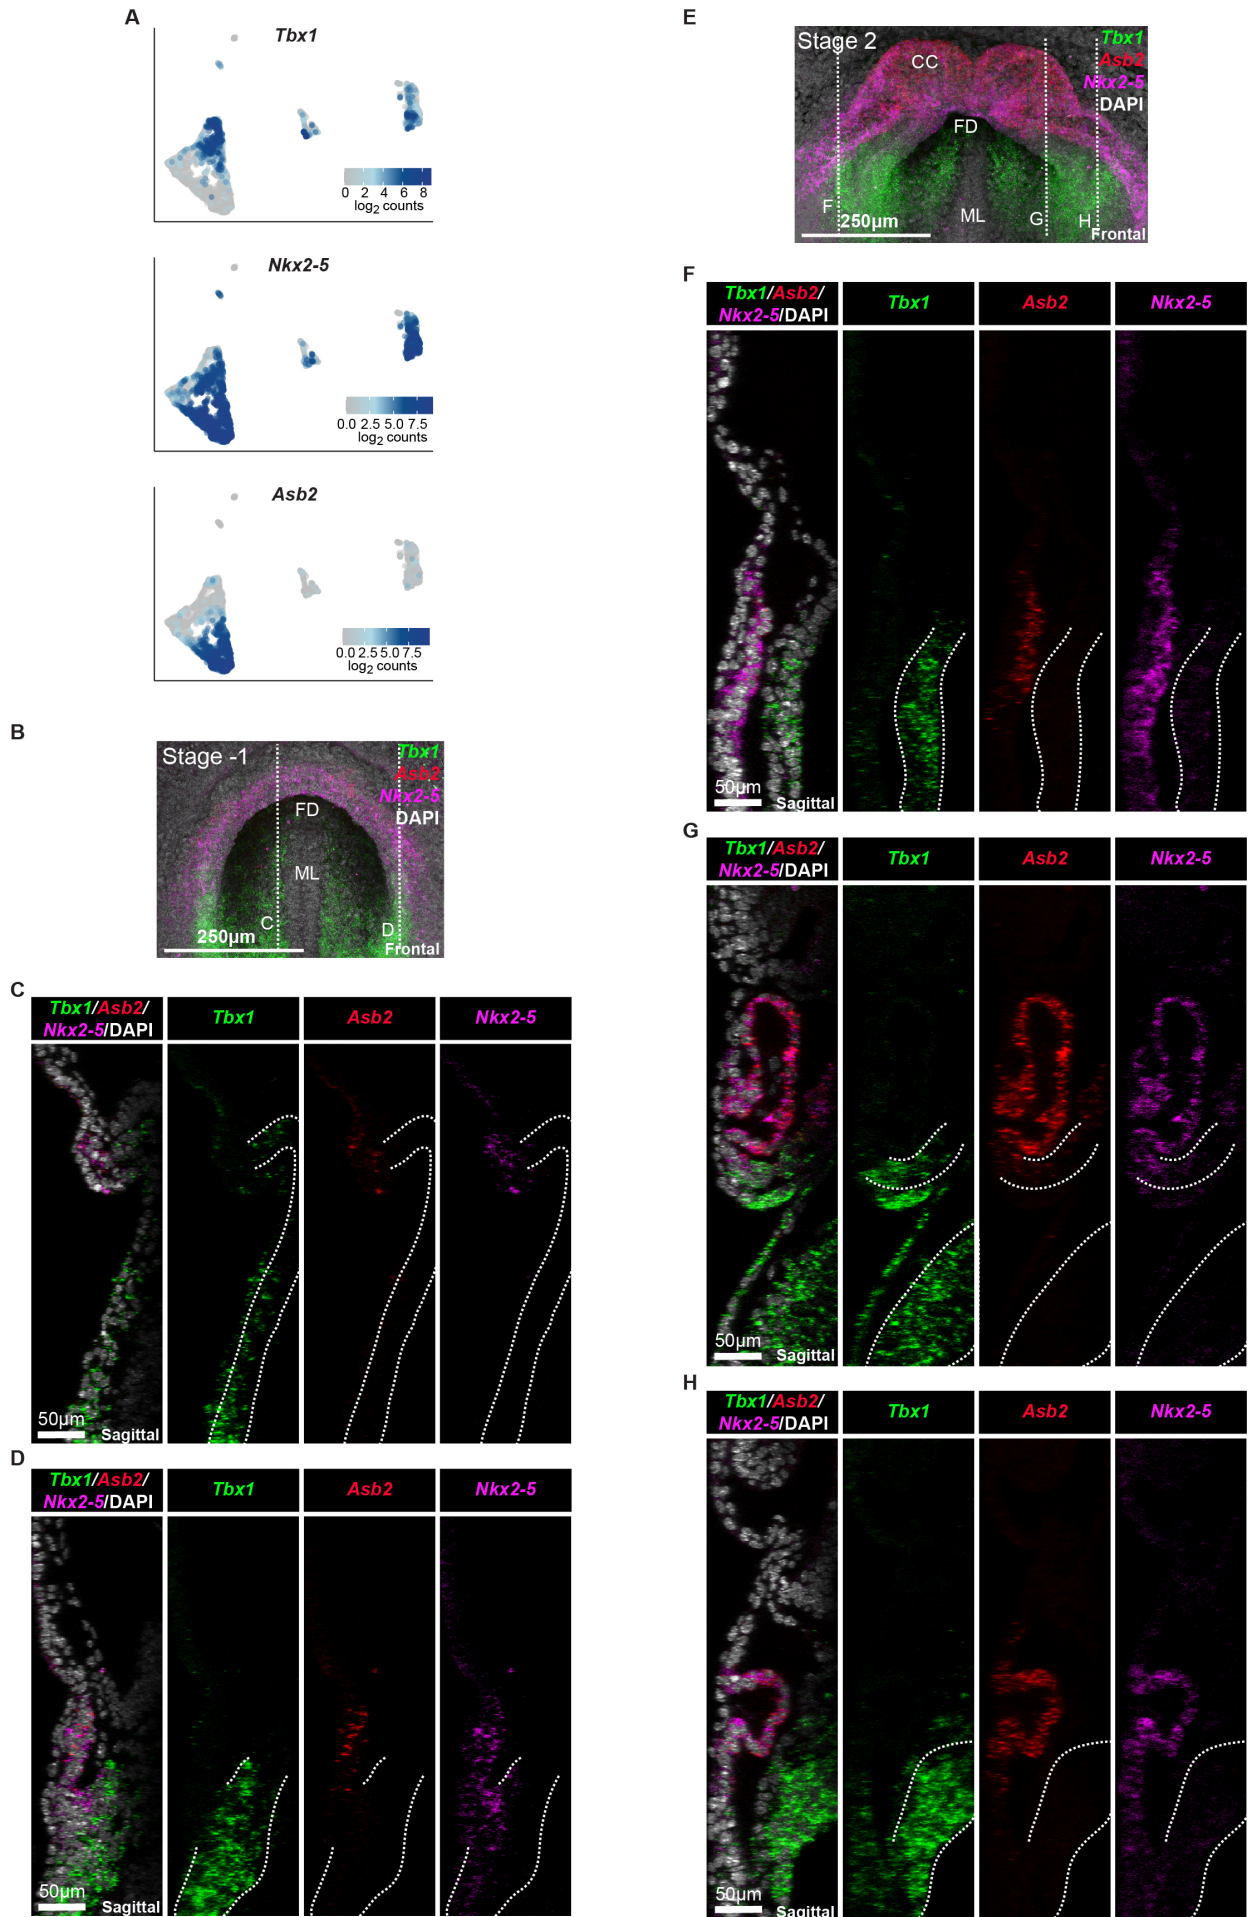 A
Tbx1
0 2 4 6 8
log2 counts
Nkx2-5
0.0 2.5 5.0 7.5
log2 counts
Asb2
0.0 2.5 5.0 7.5
log2 counts
B
Stage -1
Tbx1
Asb2
Nkx2-5
DAPI
FD
ML
C
D
250µm
Frontal
C
Tbx1/Asb2/
Nkx2-5/DAPI
Tbx1
Asb2
Nkx2-5
50µm
Sagittal
D
Tbx1/Asb2/
Nkx2-5/DAPI
Tbx1
Asb2
Nkx2-5
50µm
Sagittal
E
Stage 2
Tbx1
Asb2
Nkx2-5
DAPI
CC
FD
ML
F
G
H
250µm
Frontal
F
Tbx1/Asb2/
Nkx2-5/DAPI
Tbx1
Asb2
Nkx2-5
50µm
Sagittal
G
Tbx1/Asb2/
Nkx2-5/DAPI
Tbx1
Asb2
Nkx2-5
50µm
Sagittal
H
Tbx1/Asb2/
Nkx2-5/DAPI
Tbx1
Asb2
Nkx2-5
50µm
Sagittal